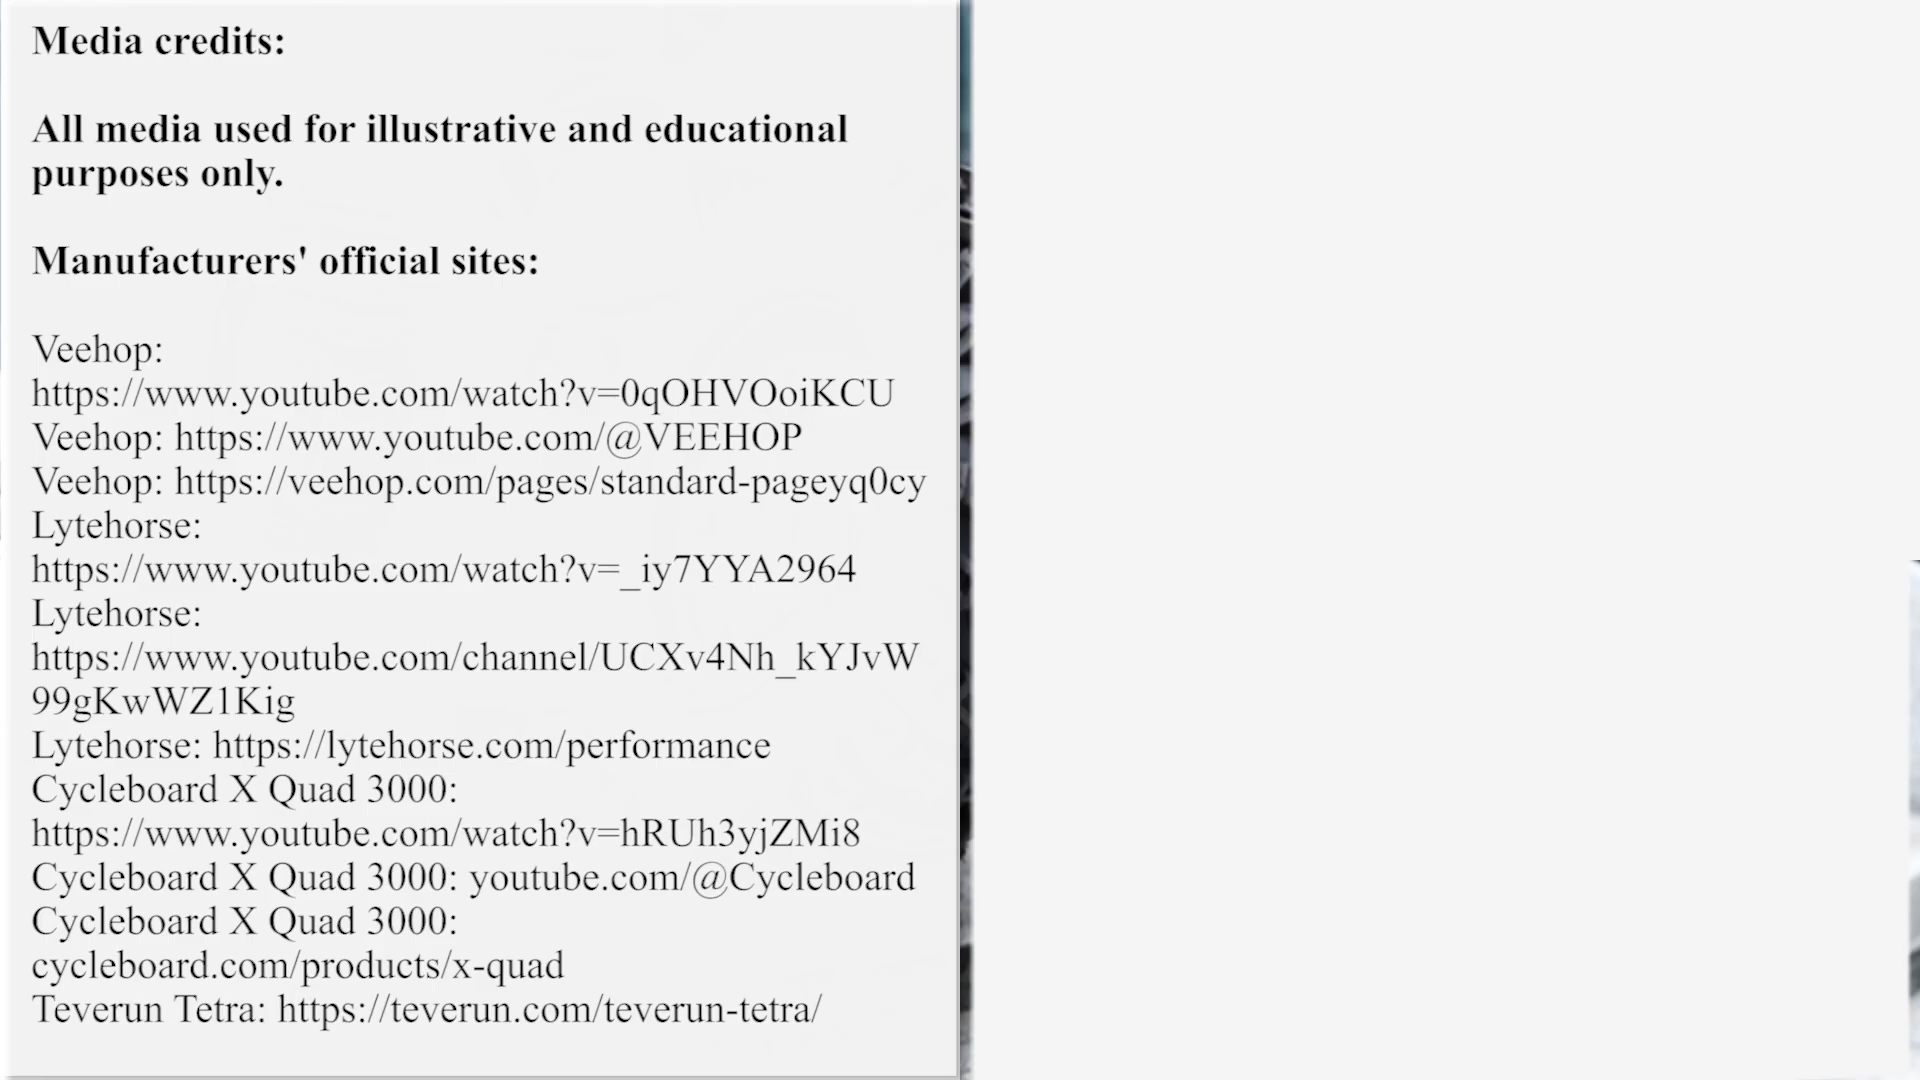 Media credits:
All media used for illustrative and educational
purposes only.
Manufacturers' official sites:
Veehop:
https://www.youtube.com/watch?v=0qOHVOoiKCU
Veehop: https://www.youtube.com/@VEEHOP
Veehop: https://veehop.com/pages/standard-pageyq0cy
Lytehorse:
https://www.youtube.com/watch?v=_iy7YYA2964
Lytehorse:
https://www.youtube.com/channel/UCXv4Nh_kYJvW
99gKwWZ1Kig
Lytehorse: https://lytehorse.com/performance
Cycleboard X Quad 3000:
https://www.youtube.com/watch?v=hRUh3yjZMi8
Cycleboard X Quad 3000: youtube.com/@Cycleboard
Cycleboard X Quad 3000:
cycleboard.com/products/x-quad
Teverun Tetra: https://teverun.com/teverun-tetra/